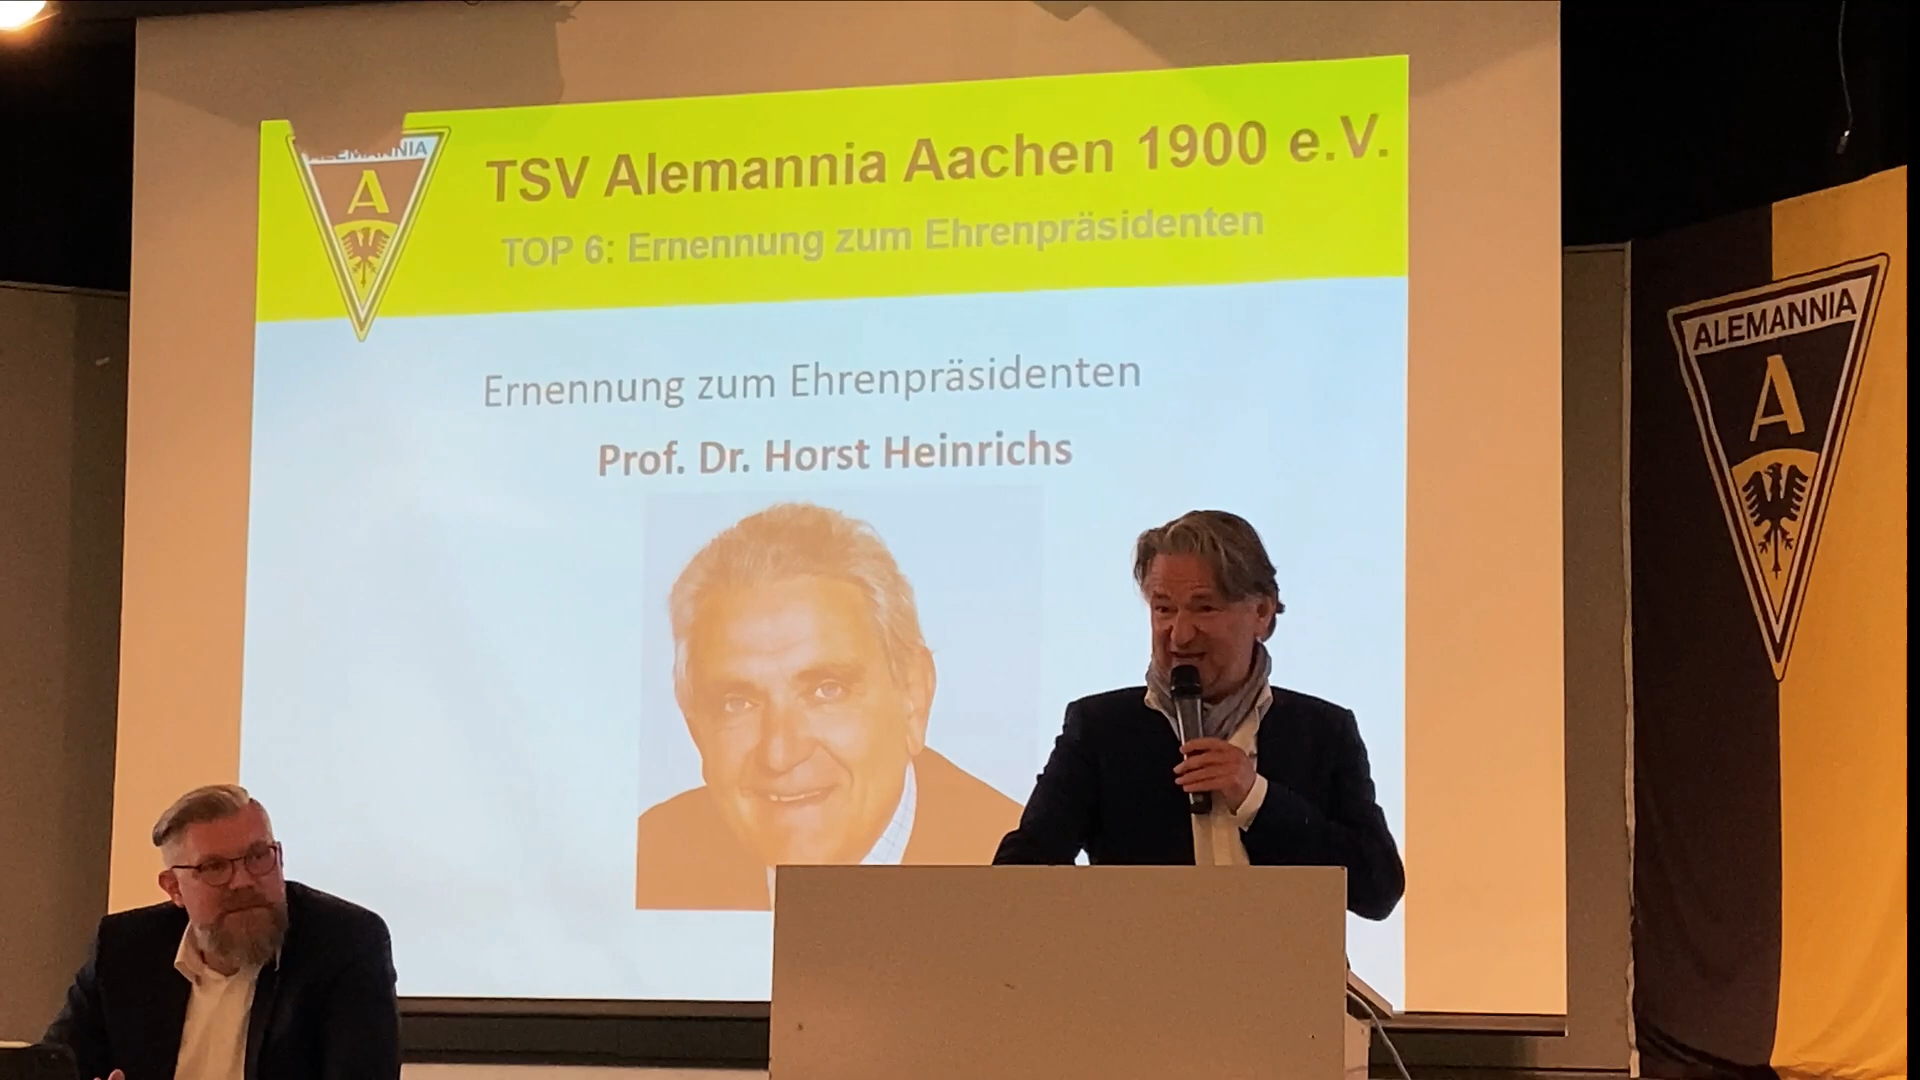 ALEMANNIA
A
TSV Alemannia Aachen 1900 e.V.
TOP 6: Ernennung zum Ehrenpräsidenten
Ernennung zum Ehrenpräsidenten
Prof. Dr. Horst Heinrichs
ALEMANNIA
A